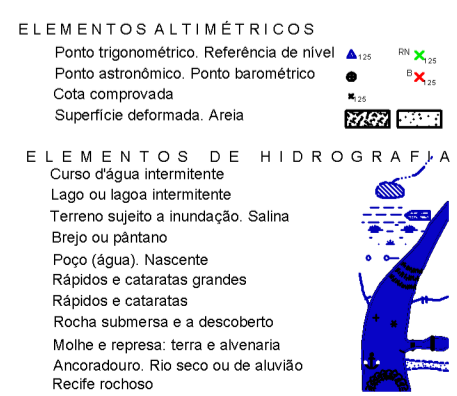 ELEMENTOS ALTIMÉTRICOS
Ponto trigonométrico. Referência de nível 125 RN 125
Ponto astronômico. Ponto barométrico B 125
Cota comprovada 125
Superfície deformada. Areia
ELEMENTOS DE HIDROGRAFIA
Curso d'água intermitente
Lago ou lagoa intermitente
Terreno sujeito a inundação. Salina
Brejo ou pântano
Poço (água). Nascente
Rápidos e cataratas grandes
Rápidos e cataratas
Rocha submersa e a descoberto
Molhe e represa: terra e alvenaria
Ancoradouro. Rio seco ou de aluvião
Recife rochoso